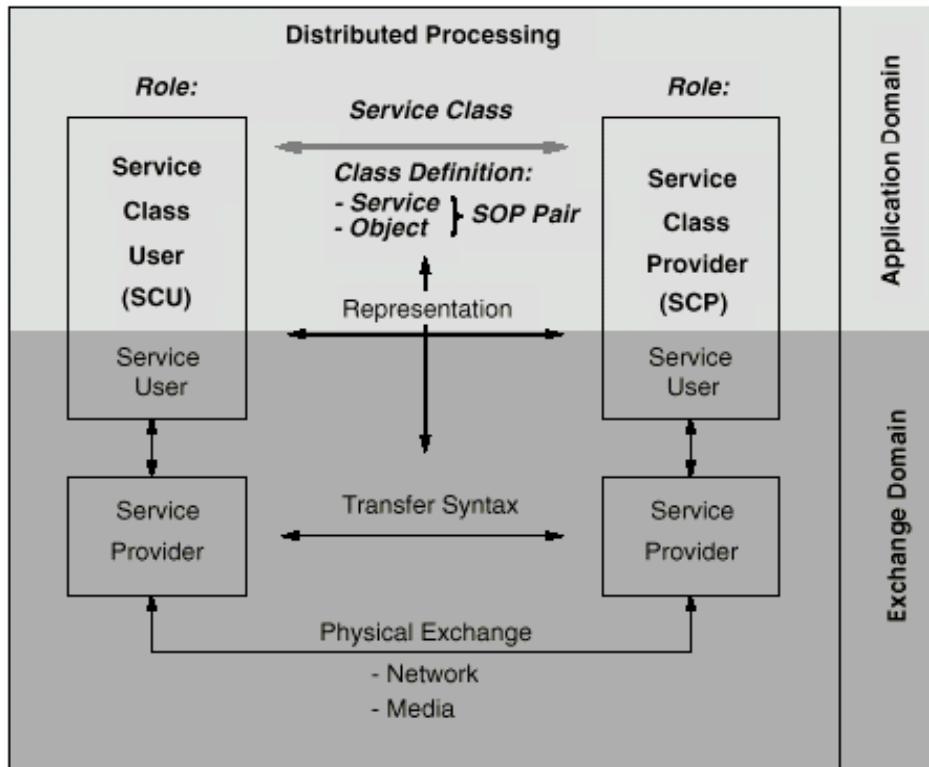 Distributed Processing
Role:
Service Class
Role:
Service
Class
User
(SCU)
Class Definition:
- Service
- Object
} SOP Pair
Service
Class
Provider
(SCP)
Representation
Service
User
Service
User
Service
Provider
Transfer Syntax
Service
Provider
Physical Exchange
- Network
- Media
Application Domain
Exchange Domain